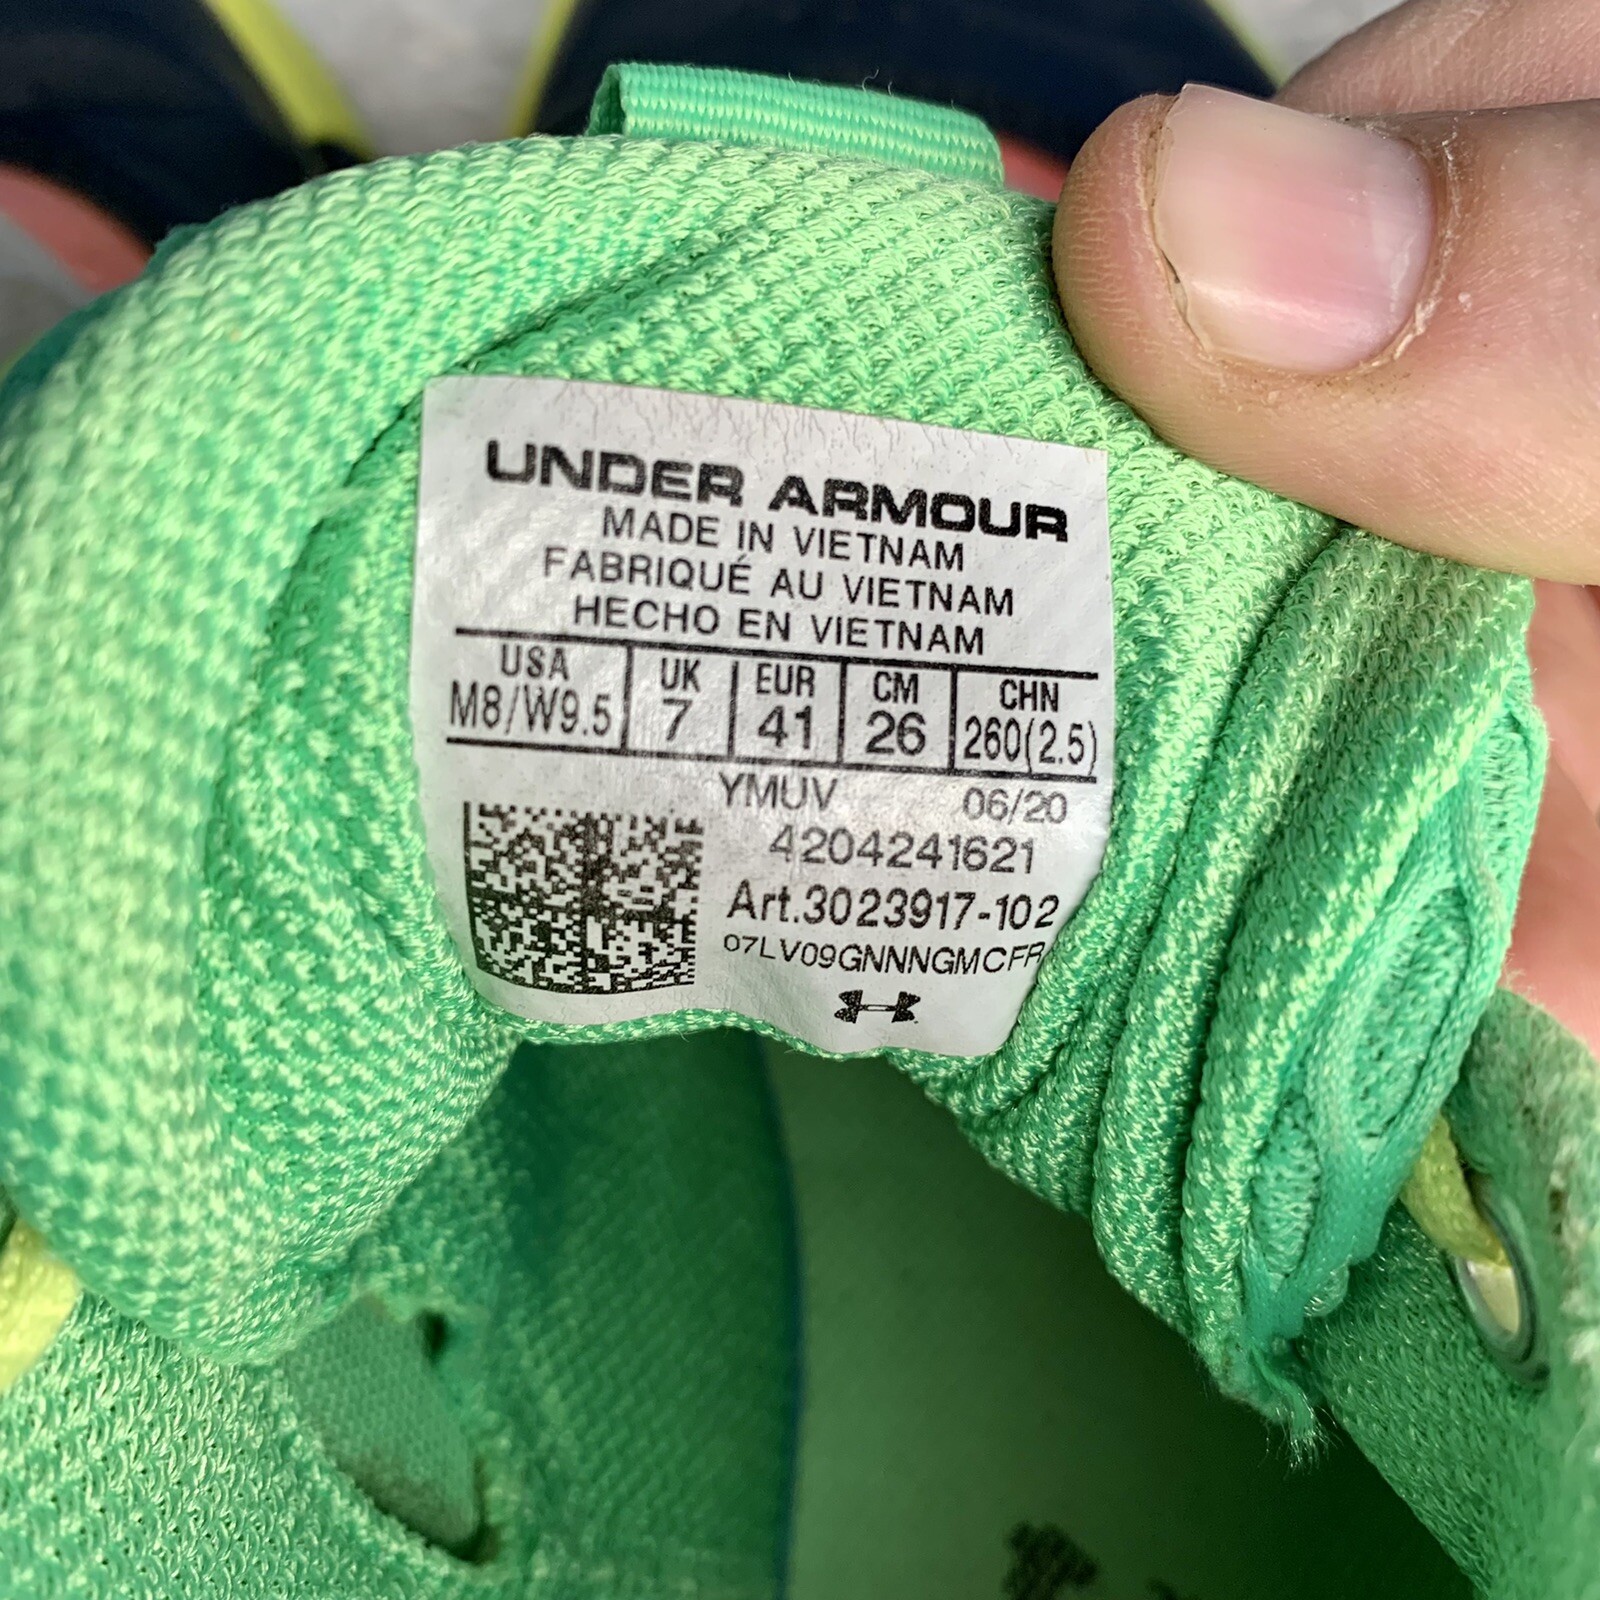 UNDER ARMOUR
MADE IN VIETNAM
FABRIQUÉ AU VIETNAM
HECHO EN VIETNAM
USA UK EUR CM CHN
M8/W9.5 7 41 26 260(2.5)
YMUV 06/20
4204241621
Art.3023917-102
07LV09GNNNGMCFR